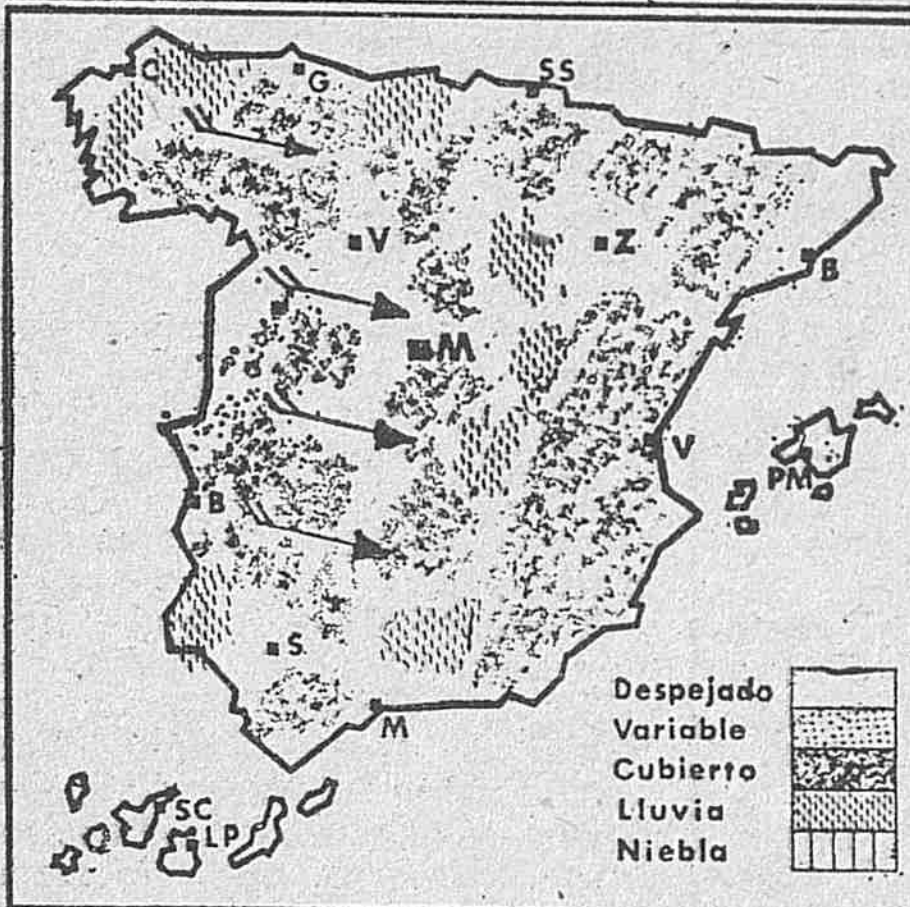 C
G
SS
V
Z
B
M
V
PM
B
S
M
SC
LP
Despejado
Variable
Cubierto
Lluvia
Niebla